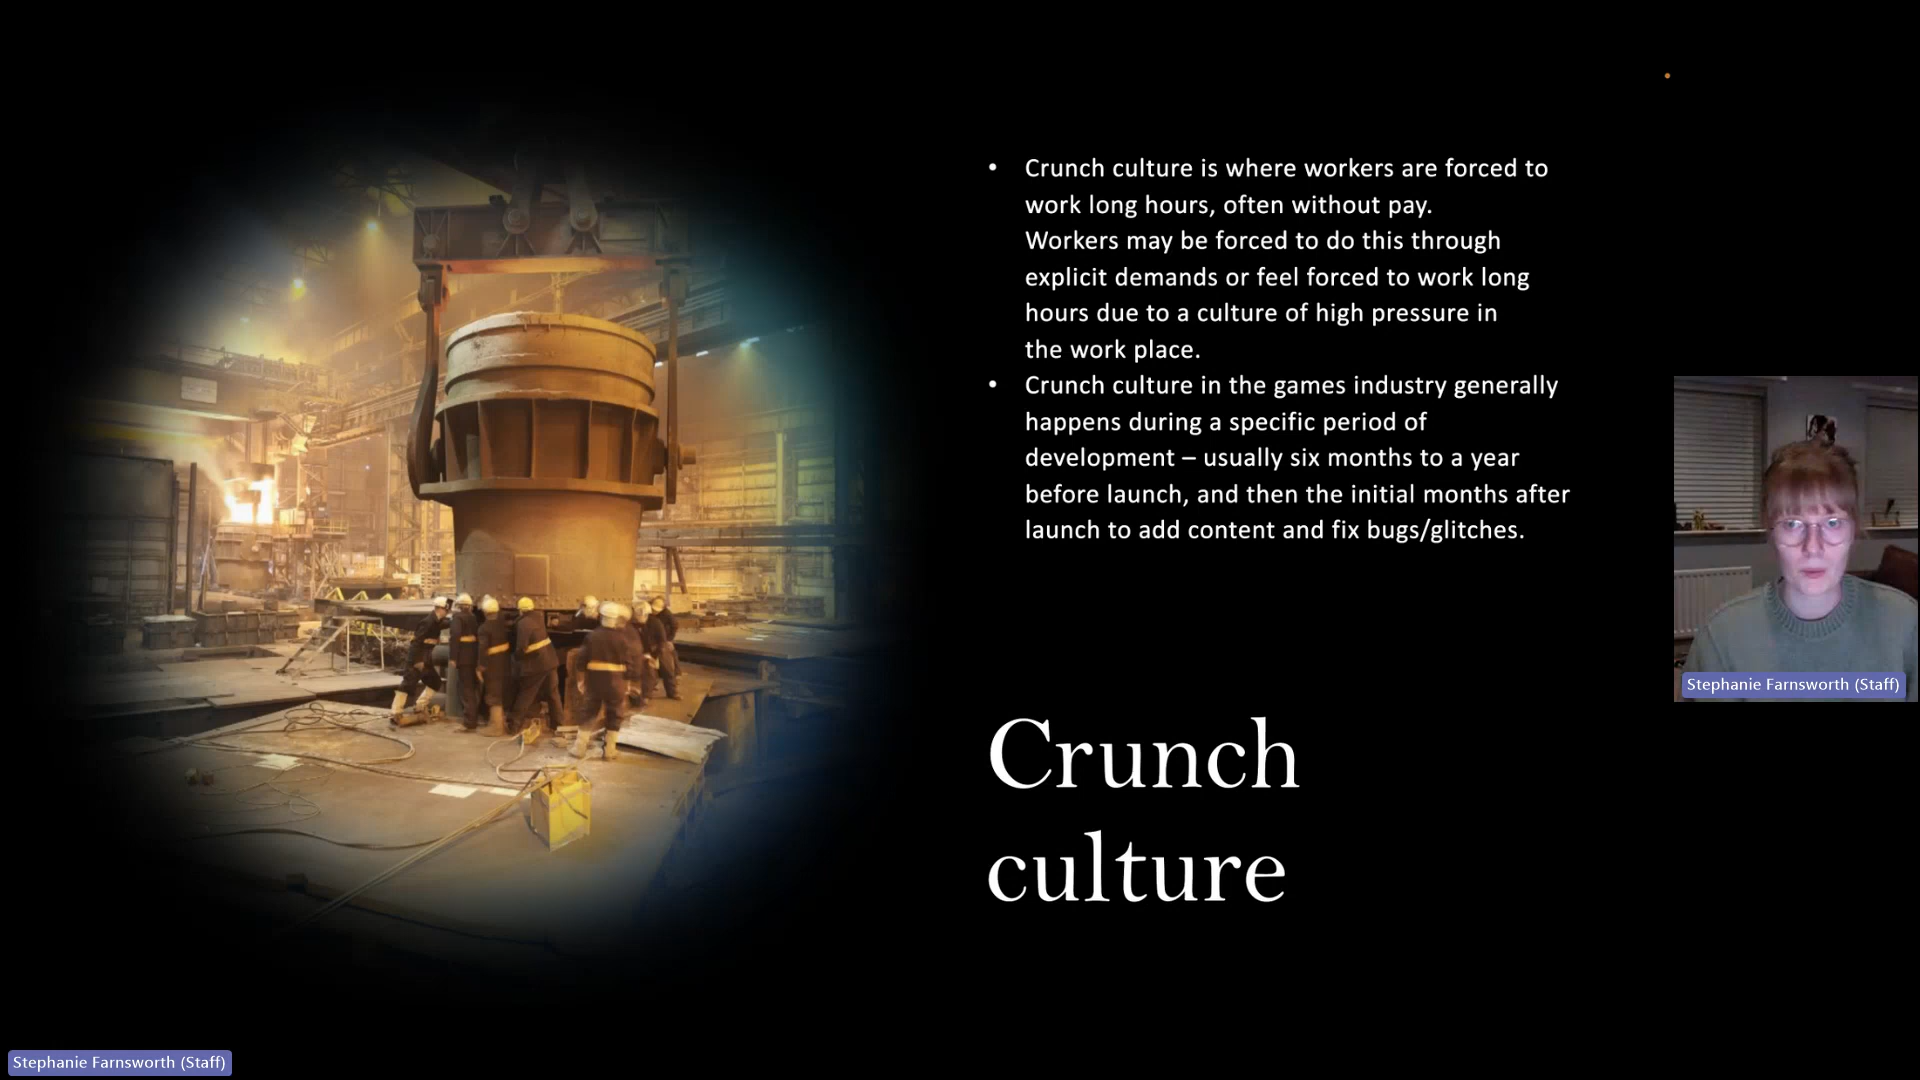 • Crunch culture is where workers are forced to
work long hours, often without pay.
Workers may be forced to do this through
explicit demands or feel forced to work long
hours due to a culture of high pressure in
the work place.
• Crunch culture in the games industry generally
happens during a specific period of
development – usually six months to a year
before launch, and then the initial months after
launch to add content and fix bugs/glitches.
Crunch
culture
Stephanie Farnsworth (Staff)
Stephanie Farnsworth (Staff)